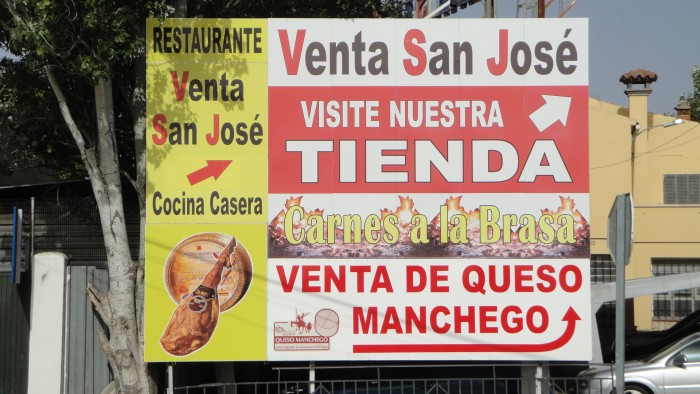 RESTAURANTE
Venta
San José
Cocina Casera
Venta San José
VISITE NUESTRA
TIENDA
Carnes a la Brasa
VENTA DE QUESO
MANCHEGO
QUESO MANCHEGO